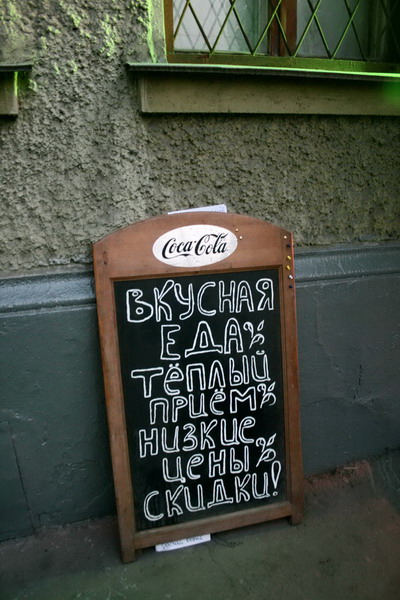 Coca-Cola
ВКУСНАЯ
ЕДА%
ТЁПЛЫЙ
ПРИЁМ%
НИЗКИЕ
ЦЕНЫ%
СКИДКИ!